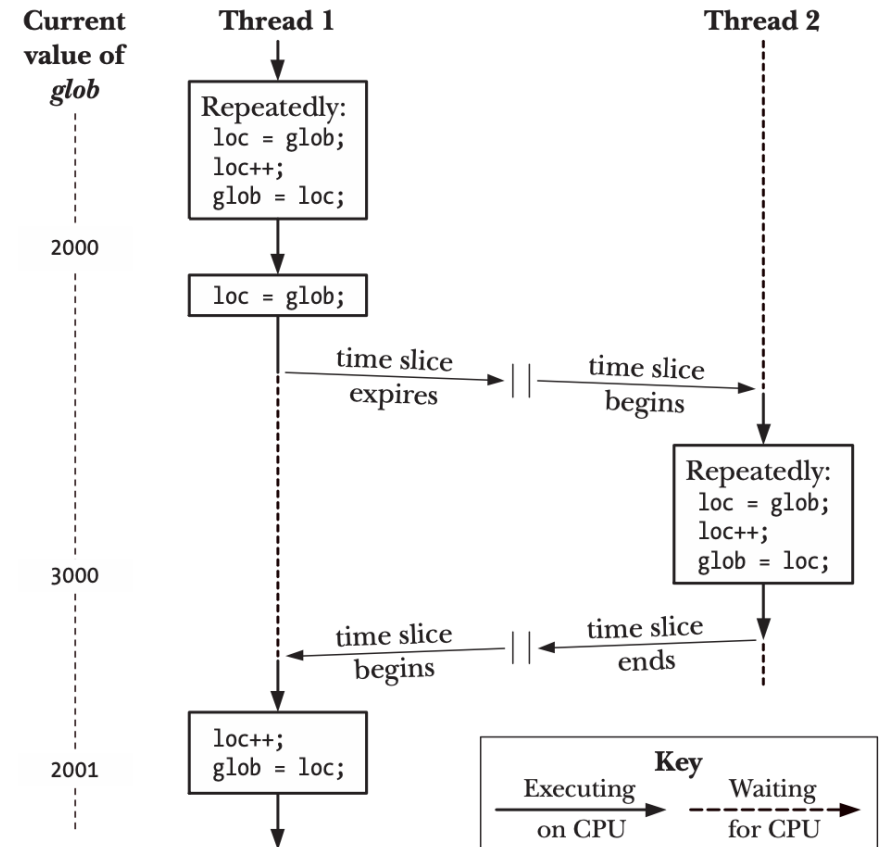 Current
value of
glob
Thread 1
Thread 2
Repeatedly:
loc = glob;
loc++;
glob = loc;
2000
loc = glob;
time slice
expires
time slice
begins
Repeatedly:
loc = glob;
loc++;
glob = loc;
3000
time slice
begins
time slice
ends
loc++;
glob = loc;
2001
Key
Executing
on CPU
Waiting
for CPU